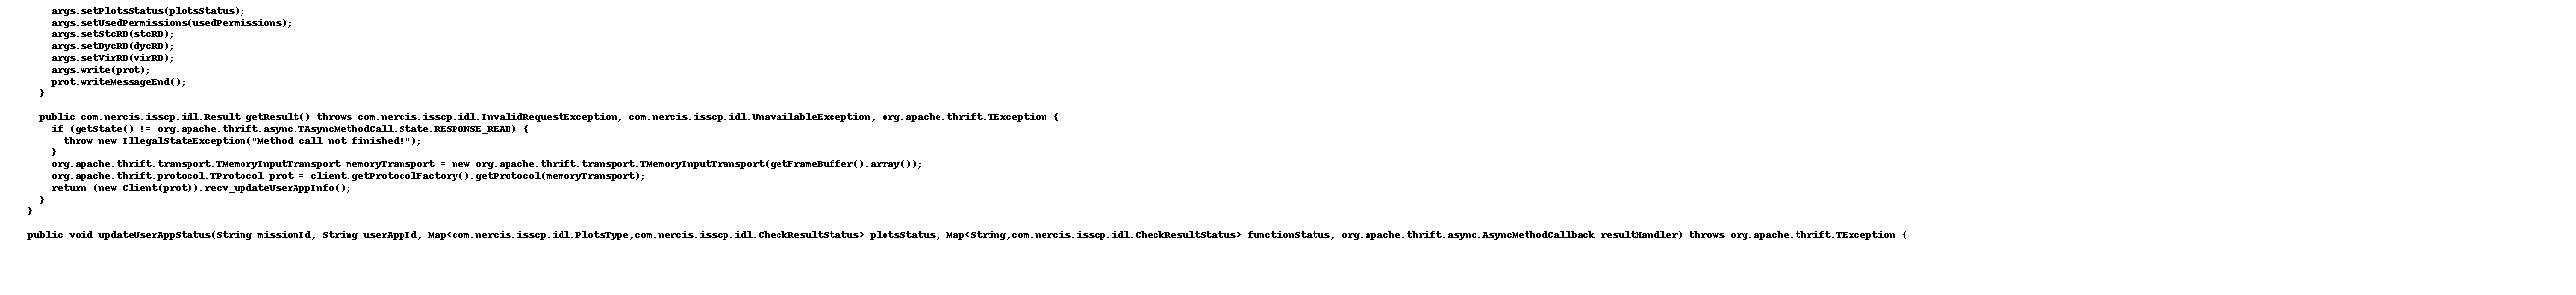 args.setPlotsStatus(plotsStatus);
args.setUsedPermissions(usedPermissions);
args.setStcRD(stcRD);
args.setDycRD(dycRD);
args.setVirRD(virRD);
args.write(prot);
prot.writeMessageEnd();
}
public com.nercis.isscp.idl.Result getResult() throws com.nercis.isscp.idl.InvalidRequestException, com.nercis.isscp.idl.UnavailableException, org.apache.thrift.TException {
if (getState() != org.apache.thrift.async.TAsyncMethodCall.State.RESPONSE_READ) {
throw new IllegalStateException("Method call not finished!");
}
org.apache.thrift.transport.TMemoryInputTransport memoryTransport = new org.apache.thrift.transport.TMemoryInputTransport(getFrameBuffer().array());
org.apache.thrift.protocol.TProtocol prot = client.getProtocolFactory().getProtocol(memoryTransport);
return (new Client(prot)).recv_updateUserAppInfo();
}
}
public void updateUserAppStatus(String missionId, String userAppId, Map<com.nercis.isscp.idl.PlotsType,com.nercis.isscp.idl.CheckResultStatus> plotsStatus, Map<String,com.nercis.isscp.idl.CheckResultStatus> functionStatus, org.apache.thrift.async.AsyncMethodCallback resultHandler) throws org.apache.thrift.TException {